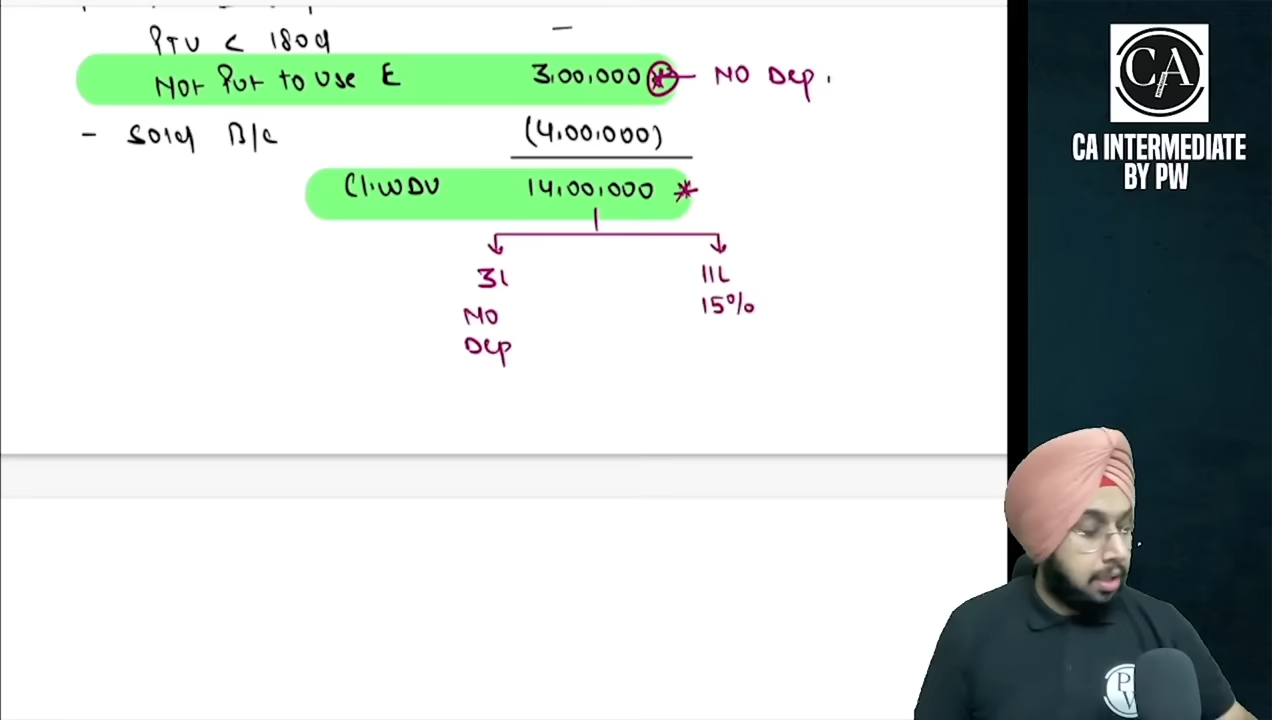 PTU < 180d —
Not Put to Use E 3,00,000 * — NO Dep.
- Sold B/c (4,00,000)
Cl.WDV 14,00,000 *
3L 11L
NO 15%
Dep
CA
CA INTERMEDIATE
BY PW
PW